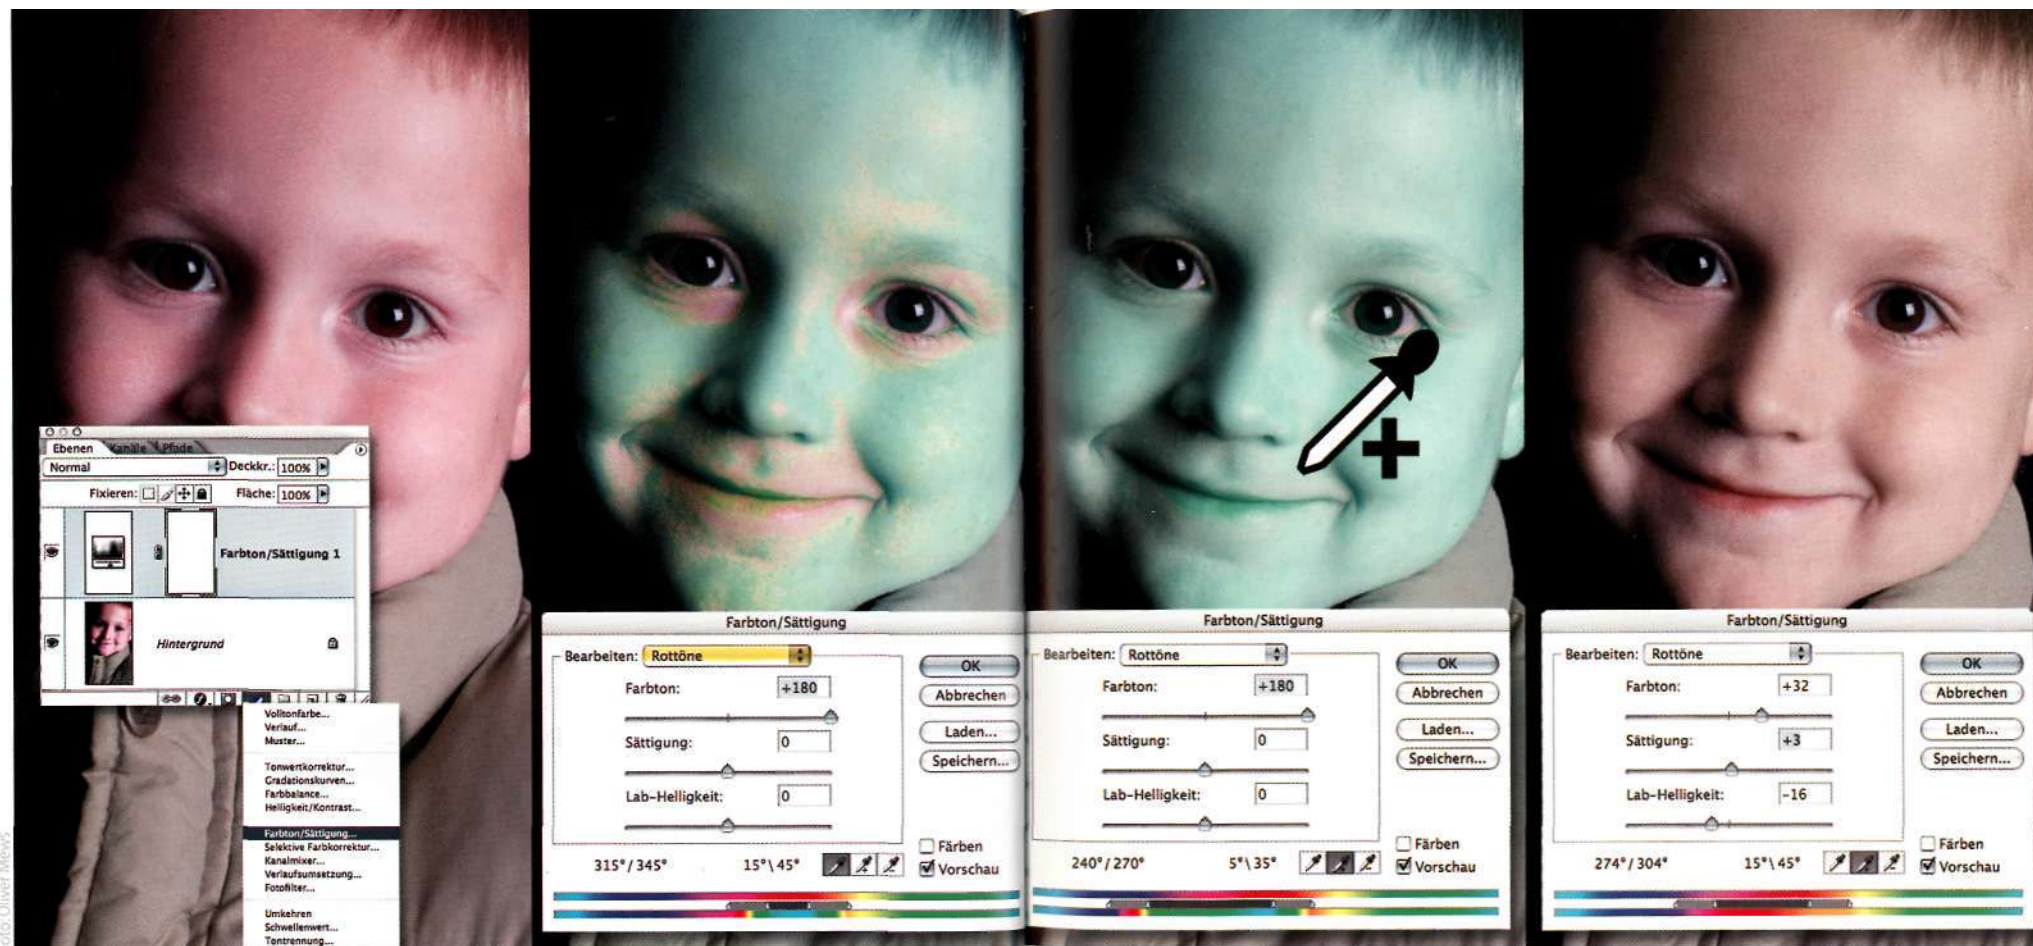 Ebenen Kanäle Pfade
Normal Deckkr.: 100%
Fixieren: Fläche: 100%
Farbton/Sättigung 1
Hintergrund
Volltonfarbe...
Verlauf...
Muster...
Tonwertkorrektur...
Gradationskurven...
Farbbalance...
Helligkeit/Kontrast...
Farbton/Sättigung...
Selektive Farbkorrektur...
Kanalmixer...
Verlaufsumsetzung...
Fotofilter...
Umkehren
Schwellenwert...
Tontrennung...
Farbton/Sättigung
Bearbeiten: Rottöne
OK
Farbton: +180
Abbrechen
Laden...
Sättigung: 0
Speichern...
Lab-Helligkeit: 0
Färben
315°/345° 15°\45°
Vorschau
Farbton/Sättigung
Bearbeiten: Rottöne
OK
Farbton: +180
Abbrechen
Laden...
Sättigung: 0
Speichern...
Lab-Helligkeit: 0
Färben
240°/270° 5°\35°
Vorschau
Farbton/Sättigung
Bearbeiten: Rottöne
OK
Farbton: +32
Abbrechen
Laden...
Sättigung: +3
Speichern...
Lab-Helligkeit: -16
Färben
274°/304° 15°\45°
Vorschau
Oliver Mews